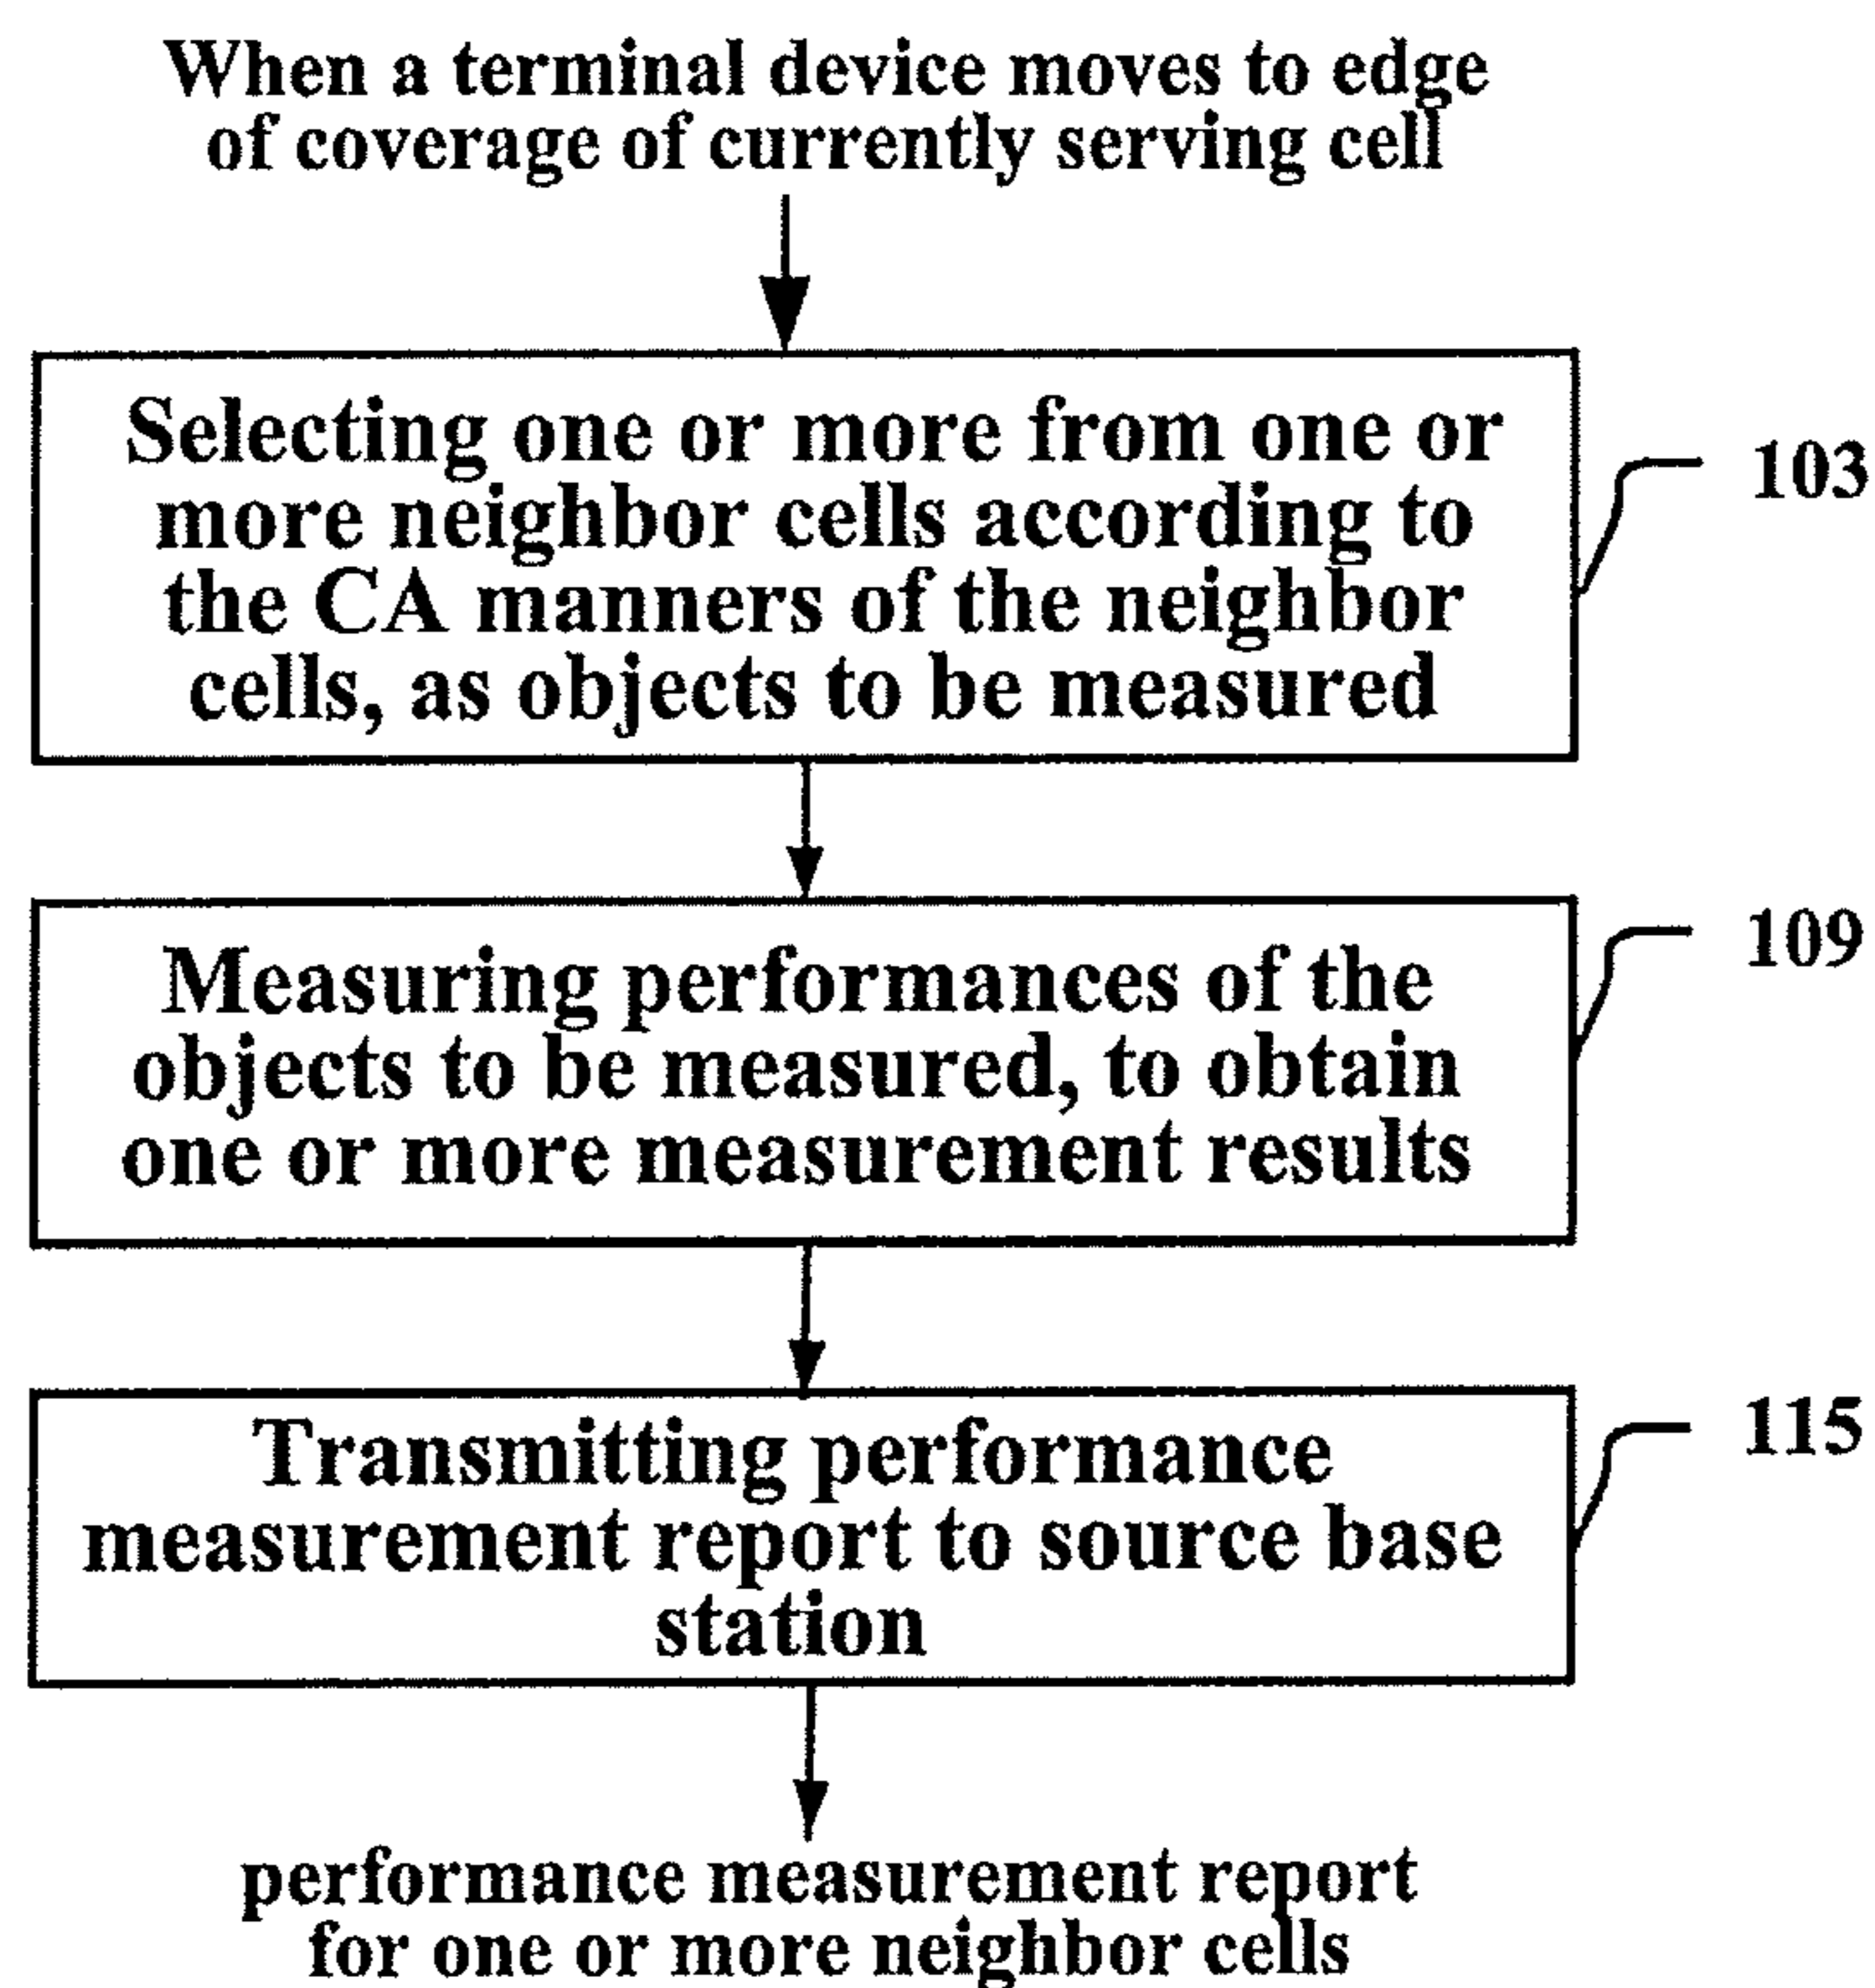 When a terminal device moves to edge
of coverage of currently serving cell
Selecting one or more from one or
more neighbor cells according to
the CA manners of the neighbor
cells, as objects to be measured
103
Measuring performances of the
objects to be measured, to obtain
one or more measurement results
109
Transmitting performance
measurement report to source base
station
115
performance measurement report
for one or more neighbor cells